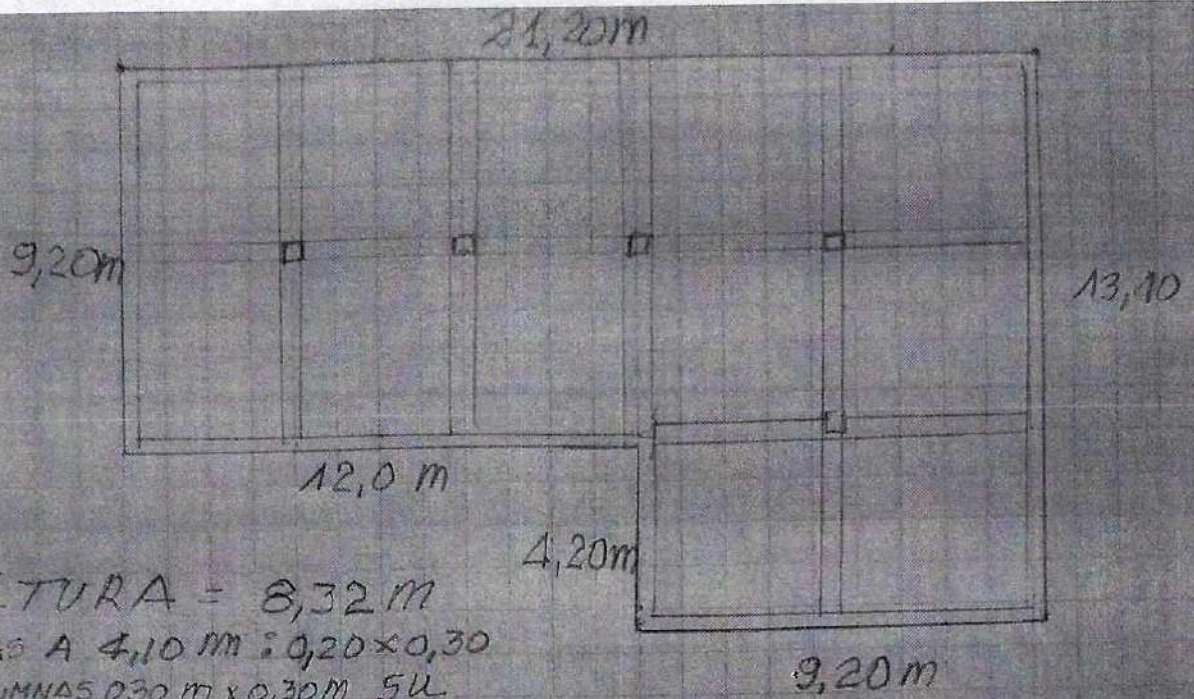 21,20m
9,20m
13,10
12,0 m
4,20m
TURA = 8,32 m
A 4,10 m : 0,20 x 0,30
MNAS 0,30 m x 0,30m 5U
9,20m